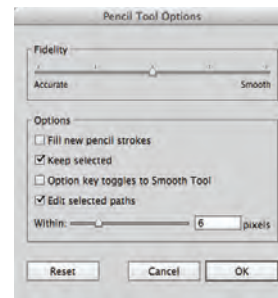 Pencil Tool Options
Fidelity
Accurate Smooth
Options
Fill new pencil strokes
Keep selected
Option key toggles to Smooth Tool
Edit selected paths
Within: 6 pixels
Reset Cancel OK